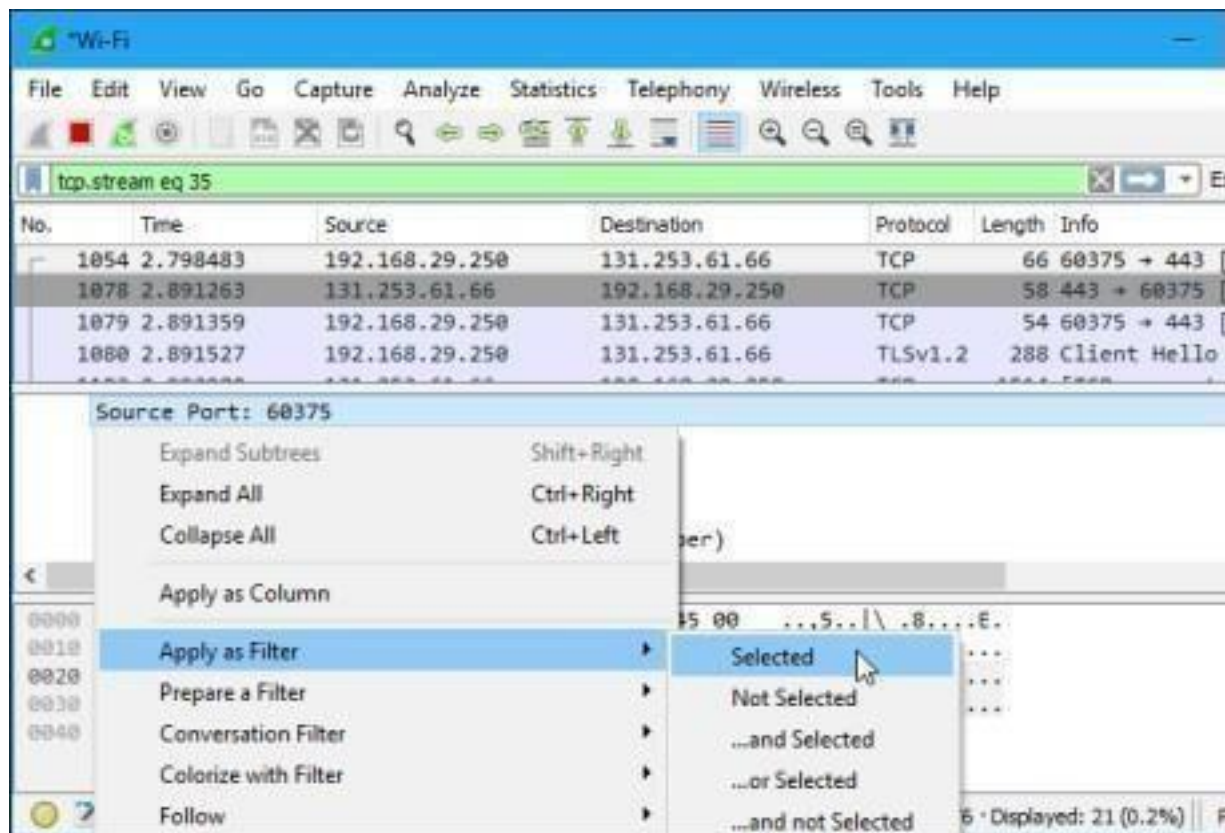 *Wi-Fi
File Edit View Go Capture Analyze Statistics Telephony Wireless Tools Help
tcp.stream eq 35
No. Time Source Destination Protocol Length Info
1054 2.798483 192.168.29.250 131.253.61.66 TCP 66 60375 → 443 [
1078 2.891263 131.253.61.66 192.168.29.250 TCP 58 443 → 60375 [
1079 2.891359 192.168.29.250 131.253.61.66 TCP 54 60375 → 443 [
1080 2.891527 192.168.29.250 131.253.61.66 TLSv1.2 288 Client Hello
Source Port: 60375
Expand Subtrees Shift+Right
Expand All Ctrl+Right
Collapse All Ctrl+Left
ber)
Apply as Column
0000 45 00 ...,5..|\ .8....E.
0010 Apply as Filter Selected ...
0020 Prepare a Filter Not Selected ...
0030 ...
0040 Conversation Filter ...and Selected
Colorize with Filter ...or Selected
Follow ...and not Selected 6 · Displayed: 21 (0.2%)